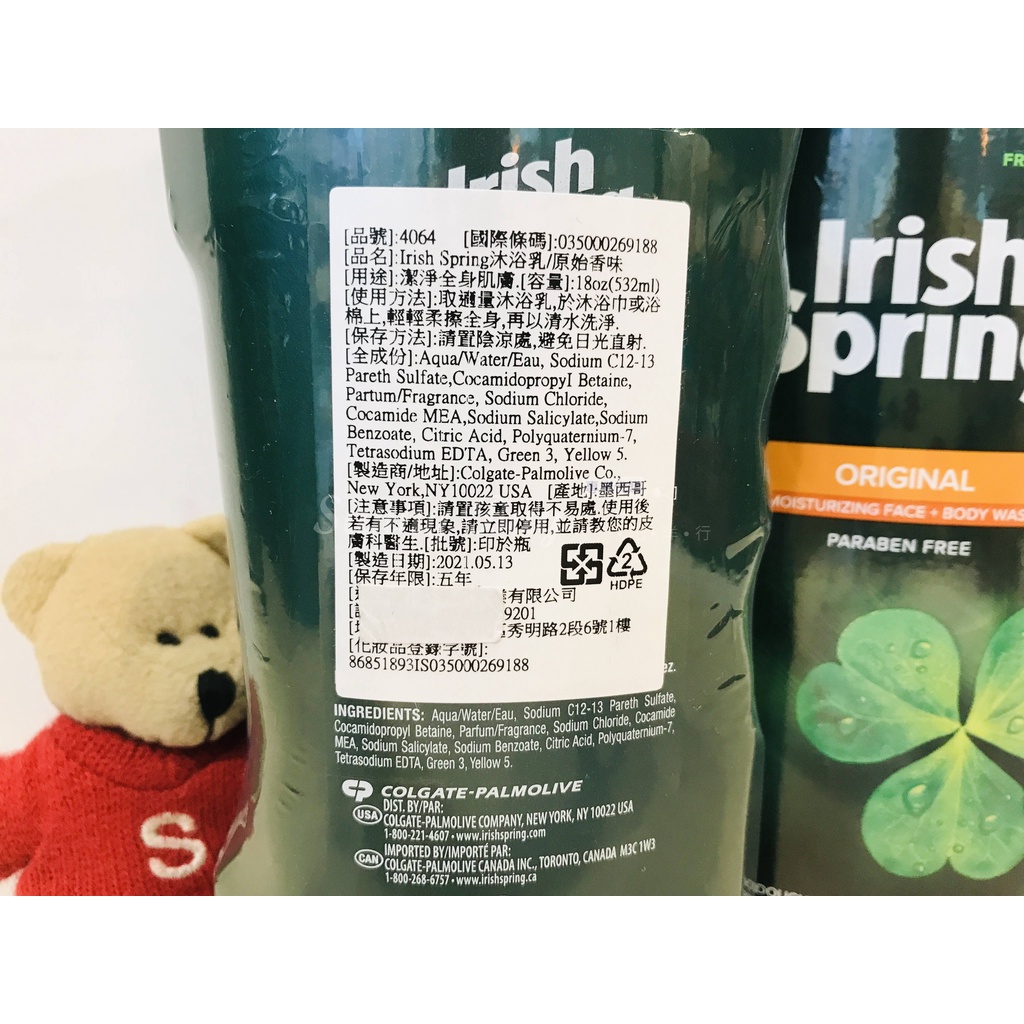 Irish
[品號]:4064 [國際條碼]:035000269188
[品名]:Irish Spring沐浴乳/原始香味
[用途]:潔淨全身肌膚.[容量]:18oz(532ml)
[使用方法]:取適量沐浴乳,於沐浴巾或浴
棉上,輕輕柔擦全身,再以清水洗淨.
[保存方法]:請置陰涼處,避免日光直射.
[全成份]:Aqua/Water/Eau, Sodium C12-13
Pareth Sulfate,CocamidopropyI Betaine,
Partum/Fragrance, Sodium Chloride,
Cocamide MEA,Sodium Salicylate,Sodium
Benzoate, Citric Acid, Polyquaternium-7,
Tetrasodium EDTA, Green 3, Yellow 5.
[製造商/地址]:Colgate-Palmolive Co.,
New York,NY10022 USA [產地]:墨西哥
[注意事項]:請置孩童取得不易處.使用後
若有不適現象,請立即停用,並請教您的皮
膚科醫生.[批號]:印於瓶
[製造日期]:2021.05.13
[保存年限]:五年
2
HDPE
有限公司
9201
秀明路2段6號1樓
[化妝品登錄字號]:
86851893IS035000269188
ez.
INGREDIENTS: Aqua/Water/Eau, Sodium C12-13 Pareth Sulfate,
Cocamidopropyl Betaine, Parfum/Fragrance, Sodium Chloride, Cocamide
MEA, Sodium Salicylate, Sodium Benzoate, Citric Acid, Polyquaternium-7,
Tetrasodium EDTA, Green 3, Yellow 5.
CP COLGATE-PALMOLIVE
USA DIST. BY/PAR:
COLGATE-PALMOLIVE COMPANY, NEW YORK, NY 10022 USA
1-800-221-4607 • www.irishspring.com
CAN IMPORTED BY/IMPORTÉ PAR:
COLGATE-PALMOLIVE CANADA INC., TORONTO, CANADA M3C 1W3
1-800-268-6757 • www.irishspring.ca
S
FR
Irish
Spring
ORIGINAL
MOISTURIZING FACE + BODY WAS
PARABEN FREE